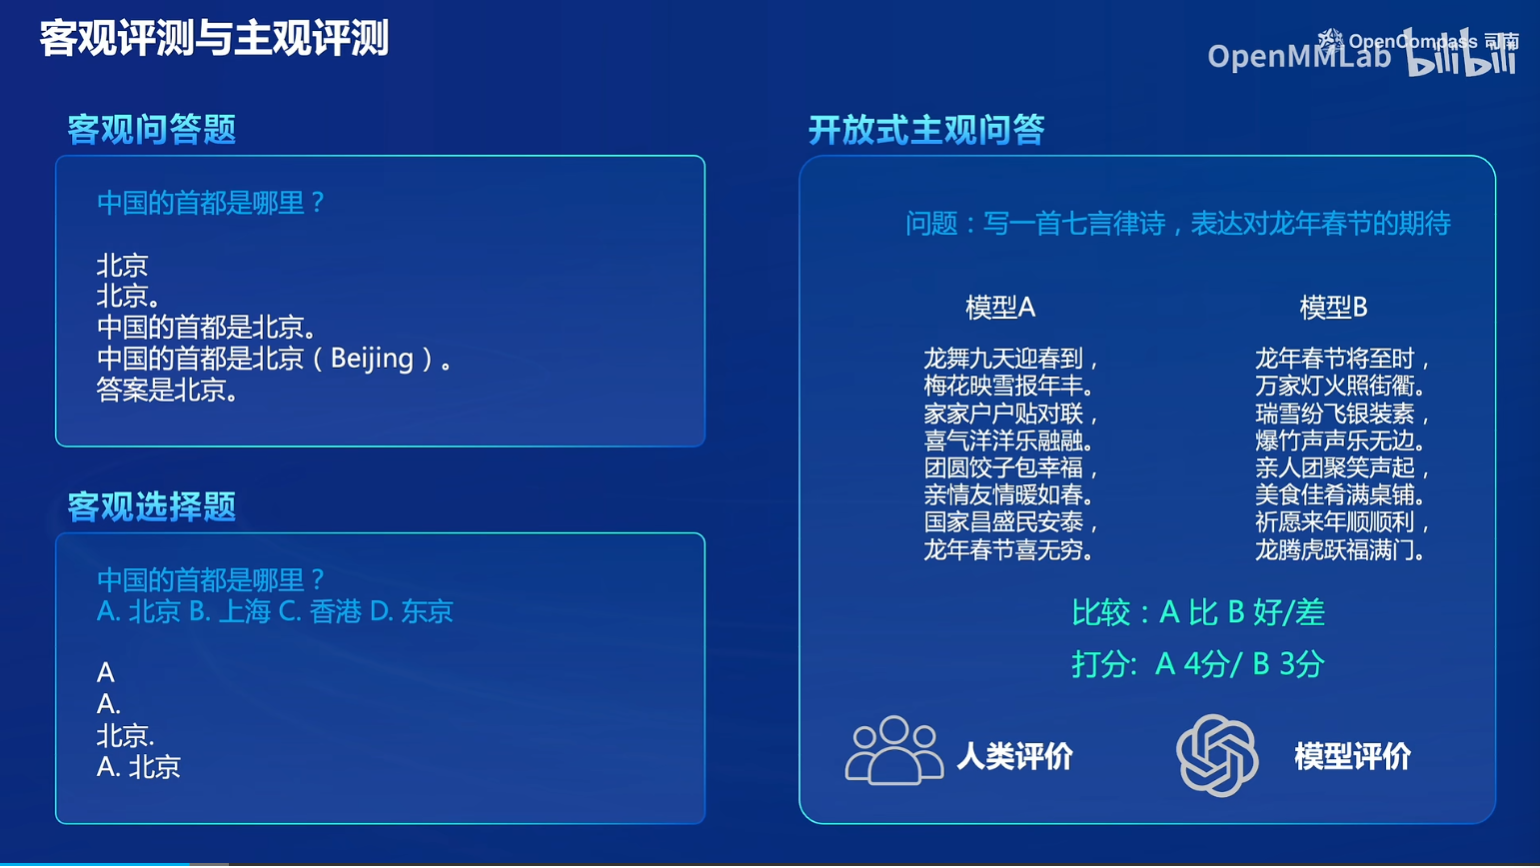 客观评测与主观评测
OpenCompass 司南
OpenMMLab bilibili
客观问答题
中国的首都是哪里？
北京
北京。
中国的首都是北京。
中国的首都是北京（Beijing）。
答案是北京。
客观选择题
中国的首都是哪里？
A. 北京 B. 上海 C. 香港 D. 东京
A
A.
北京.
A. 北京
开放式主观问答
问题：写一首七言律诗，表达对龙年春节的期待
模型A
龙舞九天迎春到，
梅花映雪报年丰。
家家户户贴对联，
喜气洋洋乐融融。
团圆饺子包幸福，
亲情友情暖如春。
国家昌盛民安泰，
龙年春节喜无穷。
模型B
龙年春节将至时，
万家灯火照街衢。
瑞雪纷飞银装素，
爆竹声声乐无边。
亲人团聚笑声起，
美食佳肴满桌铺。
祈愿来年顺顺利，
龙腾虎跃福满门。
比较：A 比 B 好/差
打分: A 4分/ B 3分
人类评价
模型评价